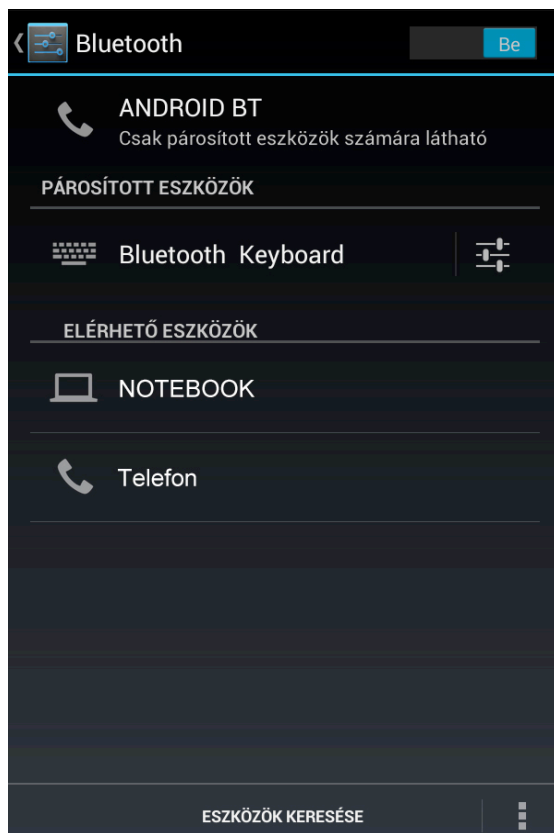 Bluetooth
Be
ANDROID BT
Csak párosított eszközök számára látható
PÁROSÍTOTT ESZKÖZÖK
Bluetooth Keyboard
ELÉRHETŐ ESZKÖZÖK
NOTEBOOK
Telefon
ESZKÖZÖK KERESÉSE